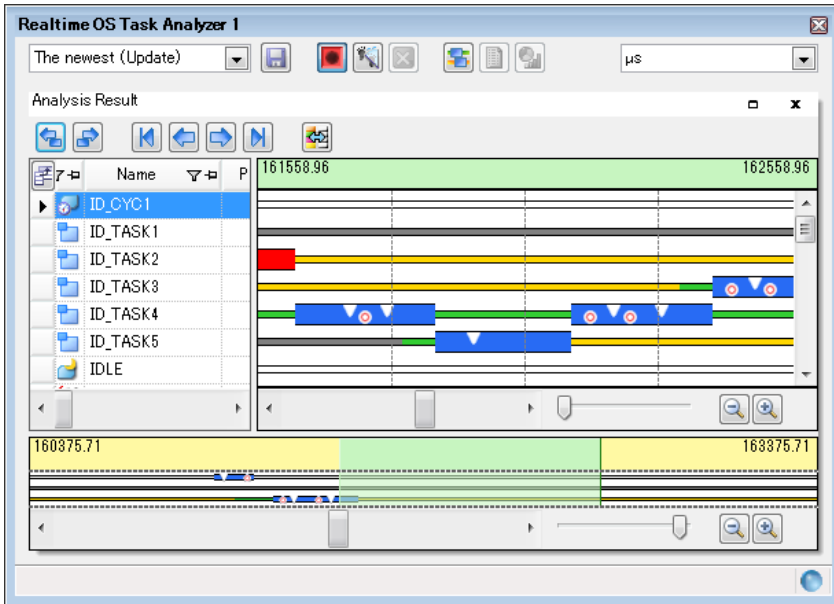 Realtime OS Task Analyzer 1
The newest (Update)
µs
Analysis Result
Name
P
161558.96
162558.96
ID_CYC1
ID_TASK1
ID_TASK2
ID_TASK3
ID_TASK4
ID_TASK5
IDLE
160375.71
163375.71